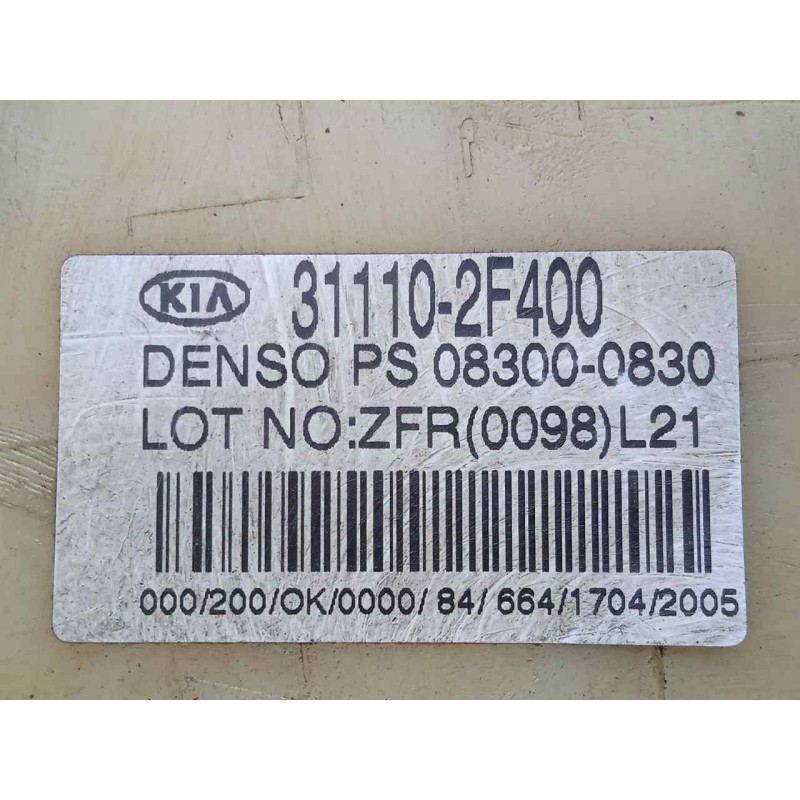 KIA 31110-2F400
DENSO PS 08300-0830
LOT NO:ZFR(0098)L21
000/200/OK/0000/84/664/1704/2005